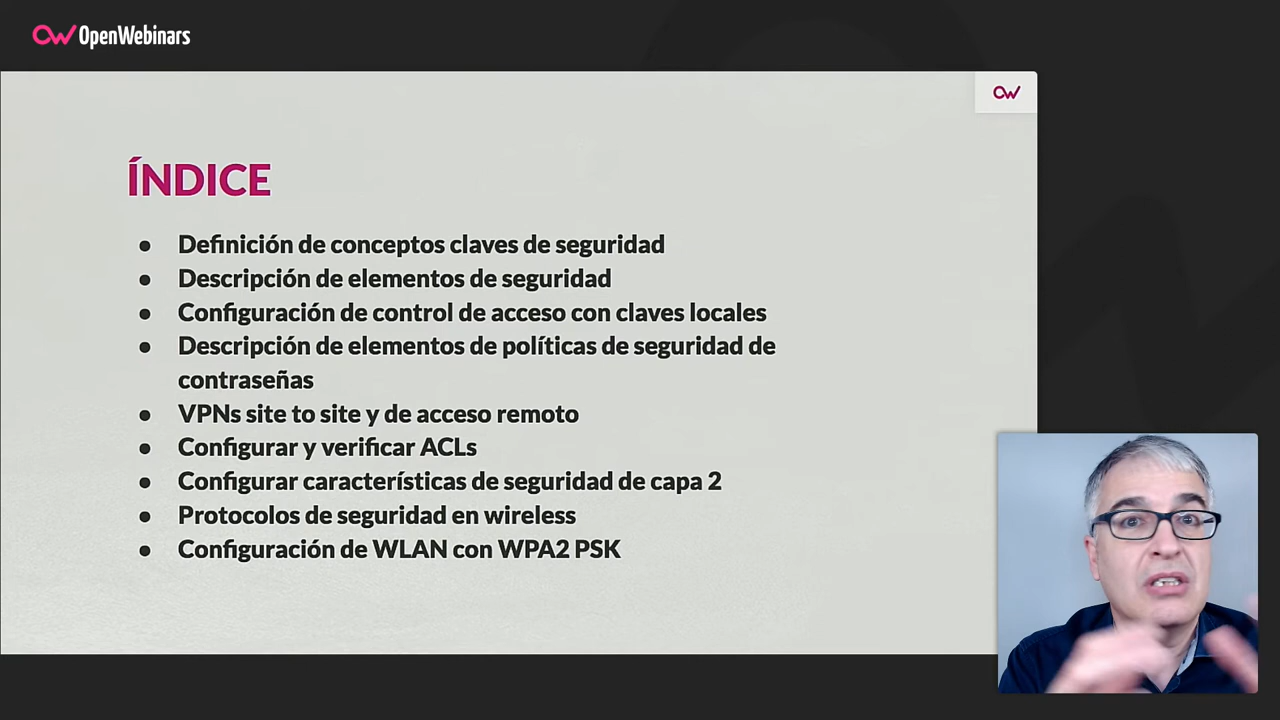 OpenWebinars
ÍNDICE
● Definición de conceptos claves de seguridad
● Descripción de elementos de seguridad
● Configuración de control de acceso con claves locales
● Descripción de elementos de políticas de seguridad de
contraseñas
● VPNs site to site y de acceso remoto
● Configurar y verificar ACLs
● Configurar características de seguridad de capa 2
● Protocolos de seguridad en wireless
● Configuración de WLAN con WPA2 PSK